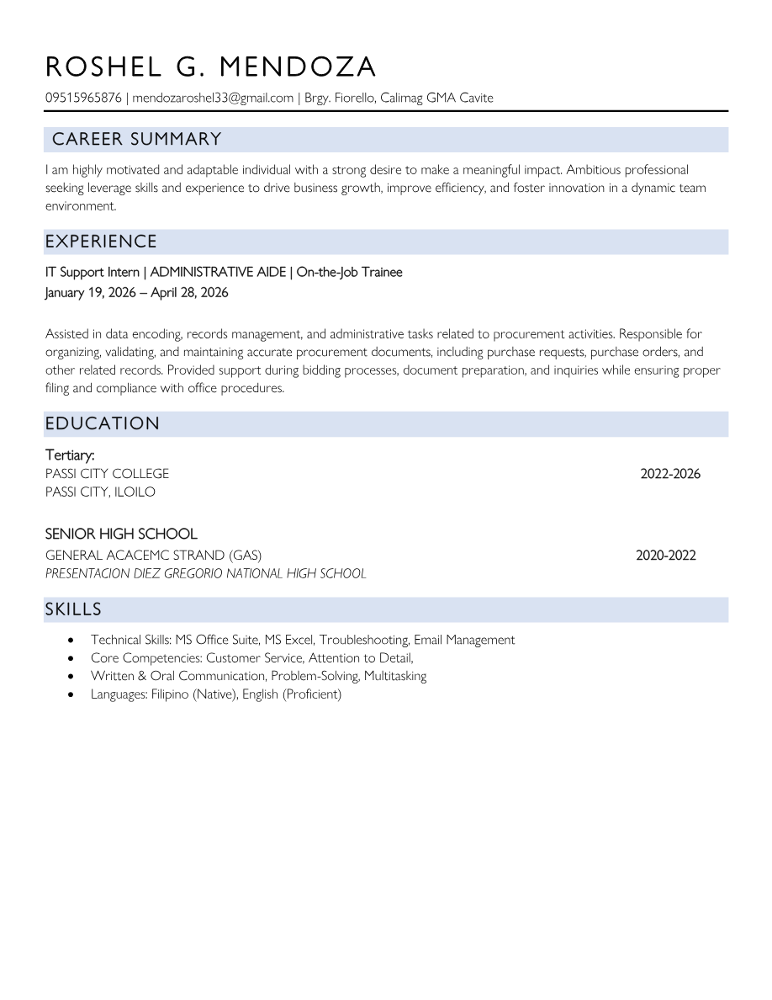 ROSHEL G. MENDOZA
09515965876 | mendozaroshel33@gmail.com | Brgy. Fiorello, Calimag GMA Cavite
CAREER SUMMARY
I am highly motivated and adaptable individual with a strong desire to make a meaningful impact. Ambitious professional
seeking leverage skills and experience to drive business growth, improve efficiency, and foster innovation in a dynamic team
environment.
EXPERIENCE
IT Support Intern | ADMINISTRATIVE AIDE | On-the-Job Trainee
January 19, 2026 – April 28, 2026
Assisted in data encoding, records management, and administrative tasks related to procurement activities. Responsible for
organizing, validating, and maintaining accurate procurement documents, including purchase requests, purchase orders, and
other related records. Provided support during bidding processes, document preparation, and inquiries while ensuring proper
filing and compliance with office procedures.
EDUCATION
Tertiary:
PASSI CITY COLLEGE 2022-2026
PASSI CITY, ILOILO
SENIOR HIGH SCHOOL
GENERAL ACACEMC STRAND (GAS) 2020-2022
PRESENTACION DIEZ GREGORIO NATIONAL HIGH SCHOOL
SKILLS
• Technical Skills: MS Office Suite, MS Excel, Troubleshooting, Email Management
• Core Competencies: Customer Service, Attention to Detail,
• Written & Oral Communication, Problem-Solving, Multitasking
• Languages: Filipino (Native), English (Proficient)